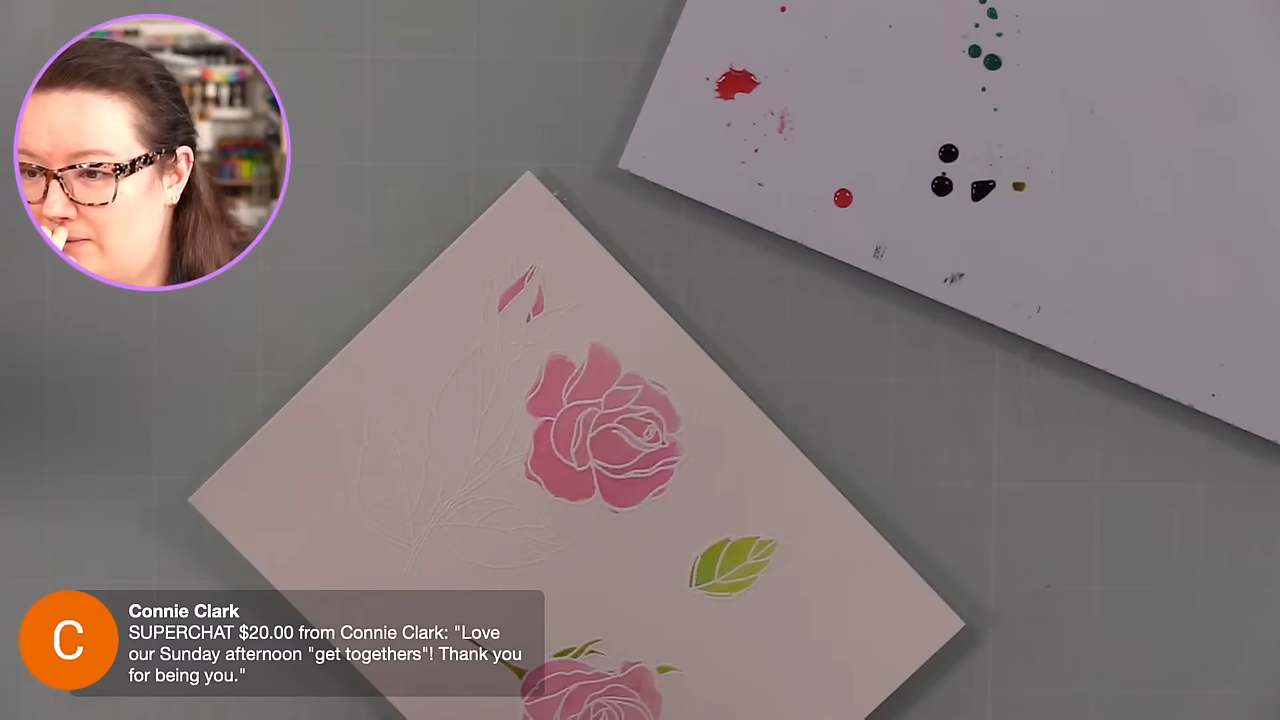 C
Connie Clark
SUPERCHAT $20.00 from Connie Clark: "Love
our Sunday afternoon "get togethers"! Thank you
for being you."